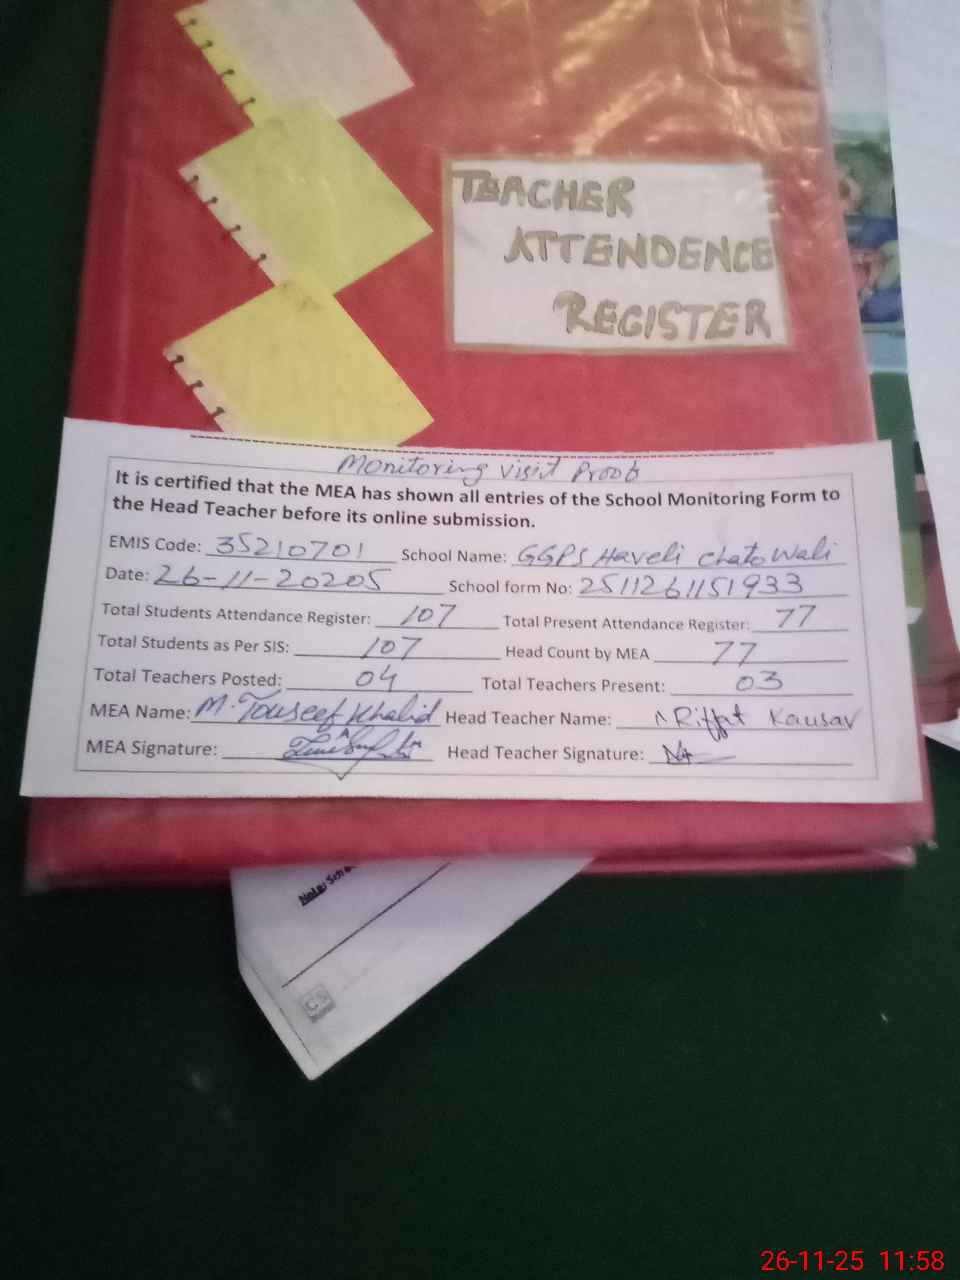 TEACHER
ATTENDENCE
REGISTER
Monitoring visit Proof
It is certified that the MEA has shown all entries of the School Monitoring Form to
the Head Teacher before its online submission.
EMIS Code: 35210701 School Name: GGPS Haveli chato Wali
Date: 26-11-20205 School form No: 2511261151933
Total Students Attendance Register: 107 Total Present Attendance Register: 77
Total Students as Per SIS: 107 Head Count by MEA 77
Total Teachers Posted: 04 Total Teachers Present: 03
MEA Name: M. Touseef Khalid Head Teacher Name: Riffat Kausar
MEA Signature: Head Teacher Signature:
Note:
CS
26-11-25 11:58